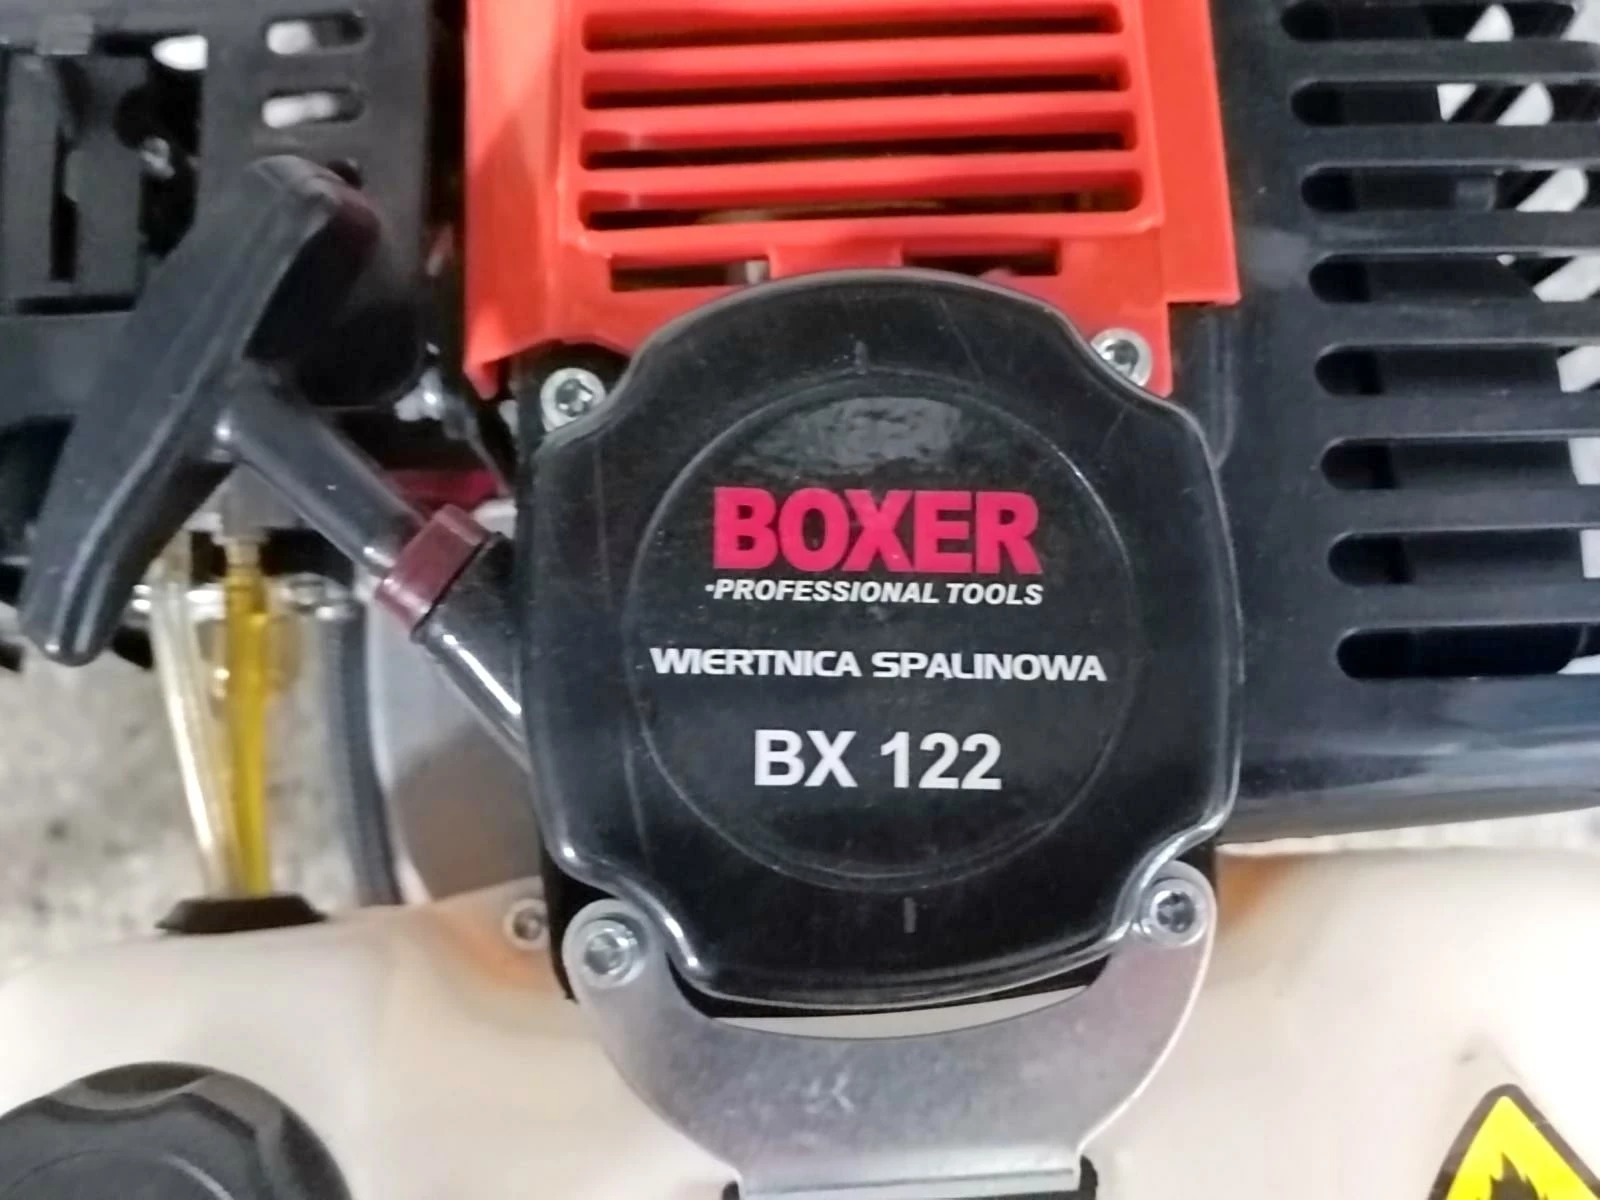 BOXER
•PROFESSIONAL TOOLS
WIERTNICA SPALINOWA
BX 122